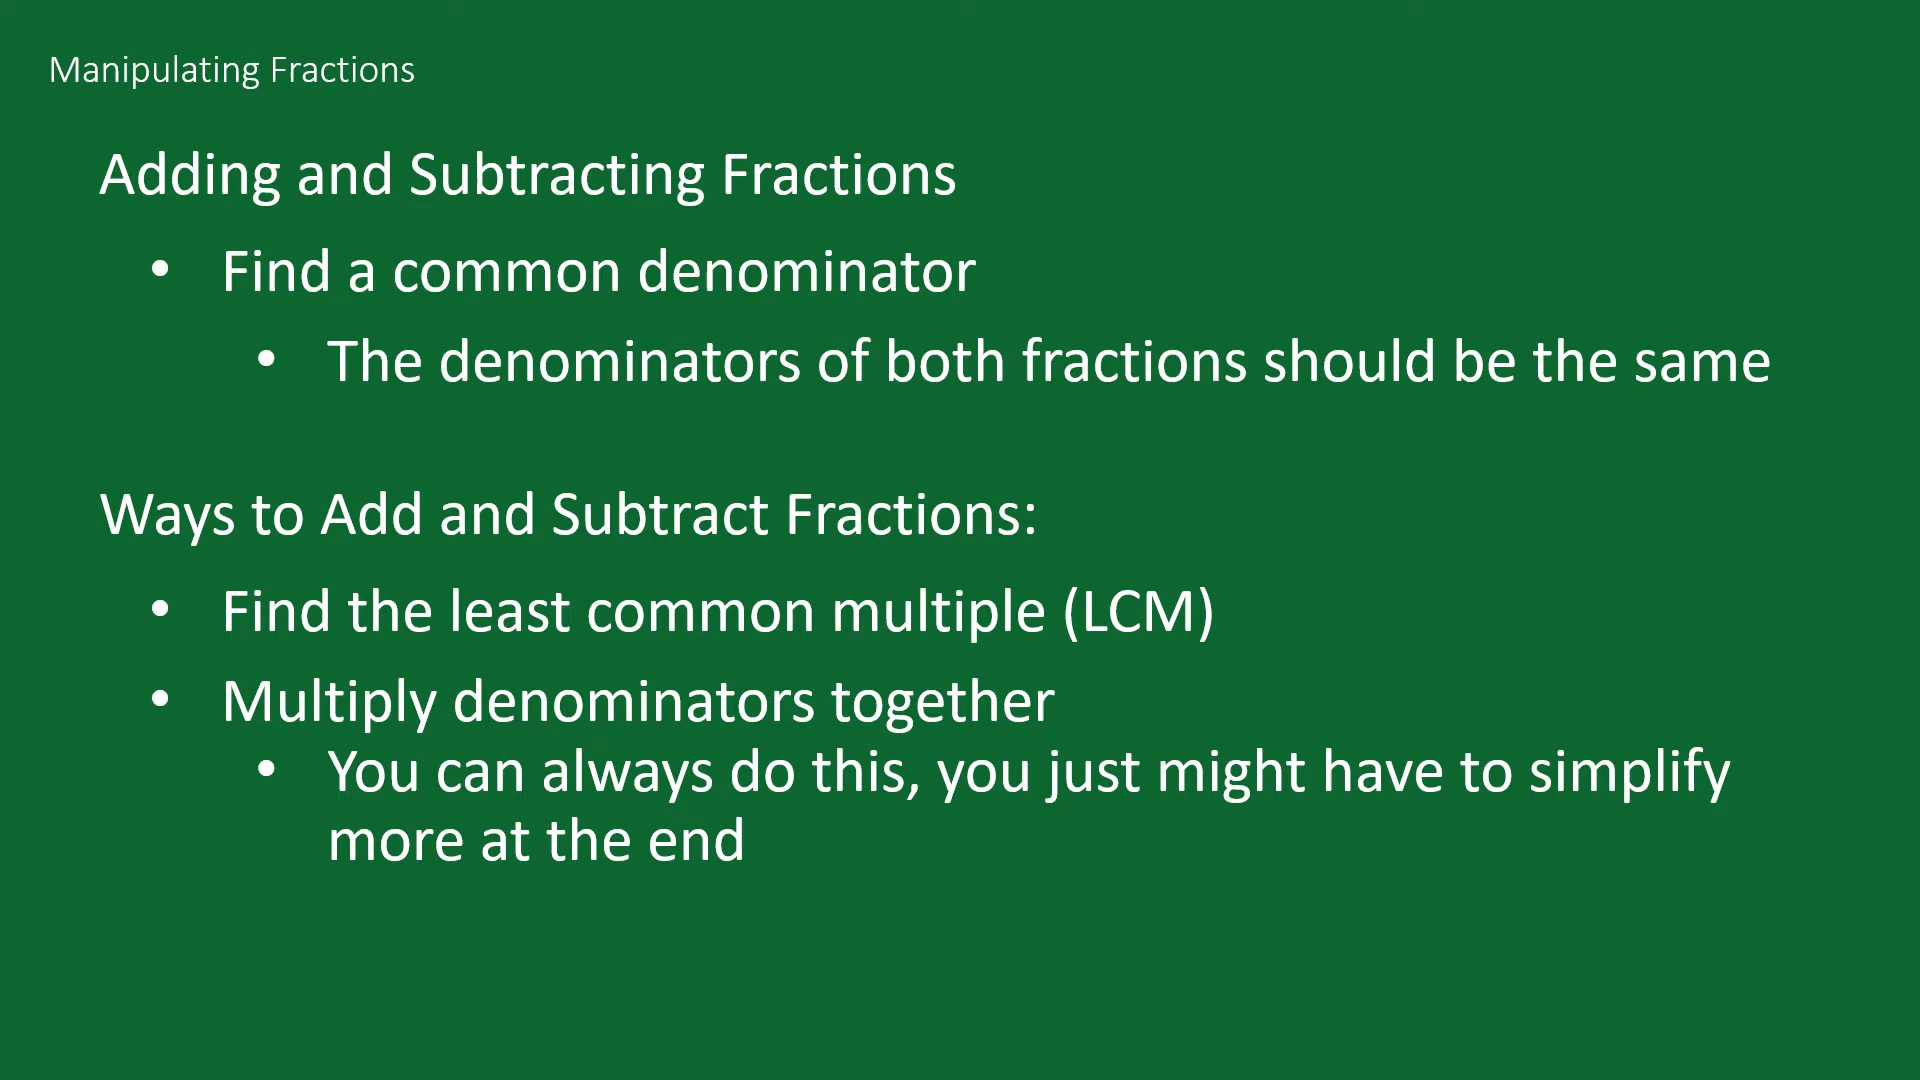 Manipulating Fractions
Adding and Subtracting Fractions
• Find a common denominator
• The denominators of both fractions should be the same
Ways to Add and Subtract Fractions:
• Find the least common multiple (LCM)
• Multiply denominators together
• You can always do this, you just might have to simplify
more at the end